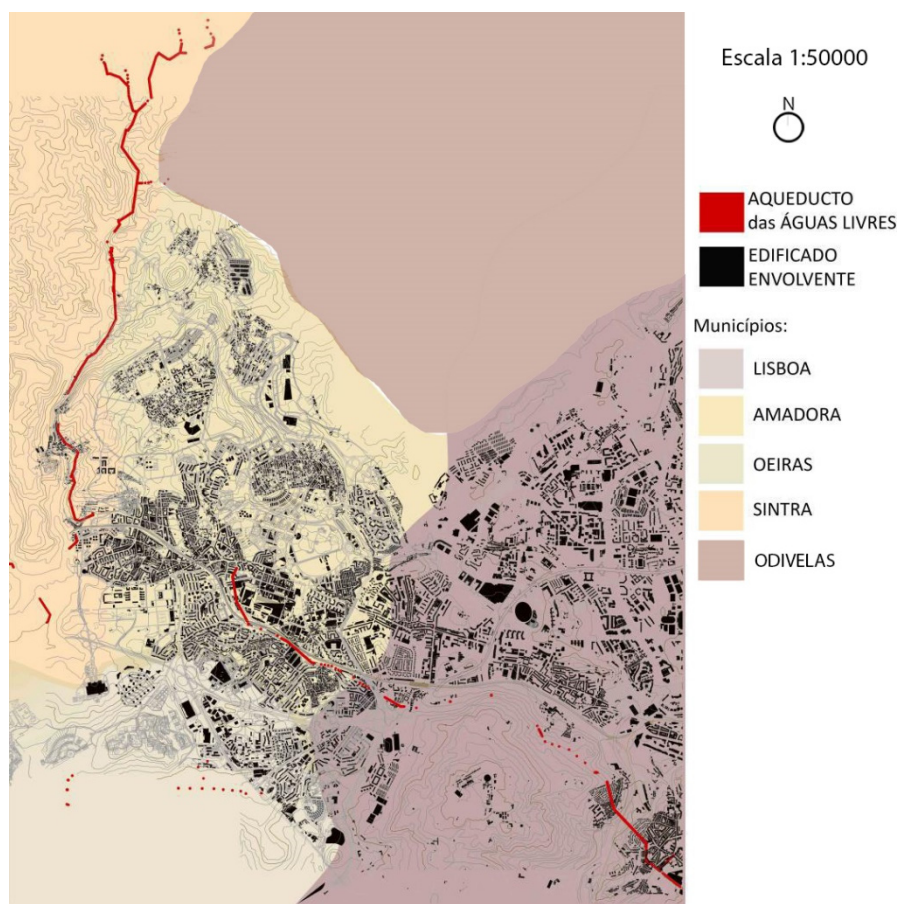 Escala 1:50000
N
AQUEDUCTO
das ÁGUAS LIVRES
EDIFICADO
ENVOLVENTE
Municípios:
LISBOA
AMADORA
OEIRAS
SINTRA
ODIVELAS